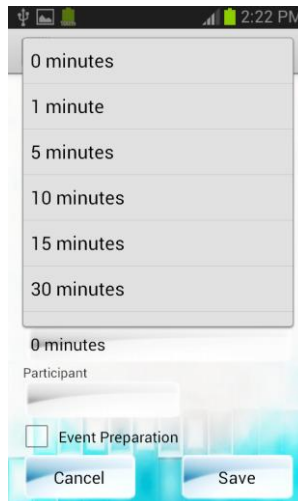 2:22 PM
0 minutes
1 minute
5 minutes
10 minutes
15 minutes
30 minutes
0 minutes
Participant
Event Preparation
Cancel Save